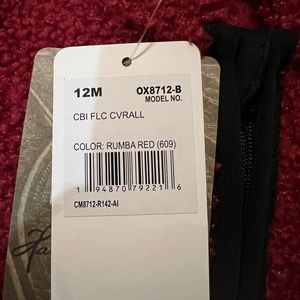 12M OX8712-B
MODEL NO.
CBI FLC CVRALL
COLOR: RUMBA RED (609)
1 94870 79221 6
CM8712-R142-AI